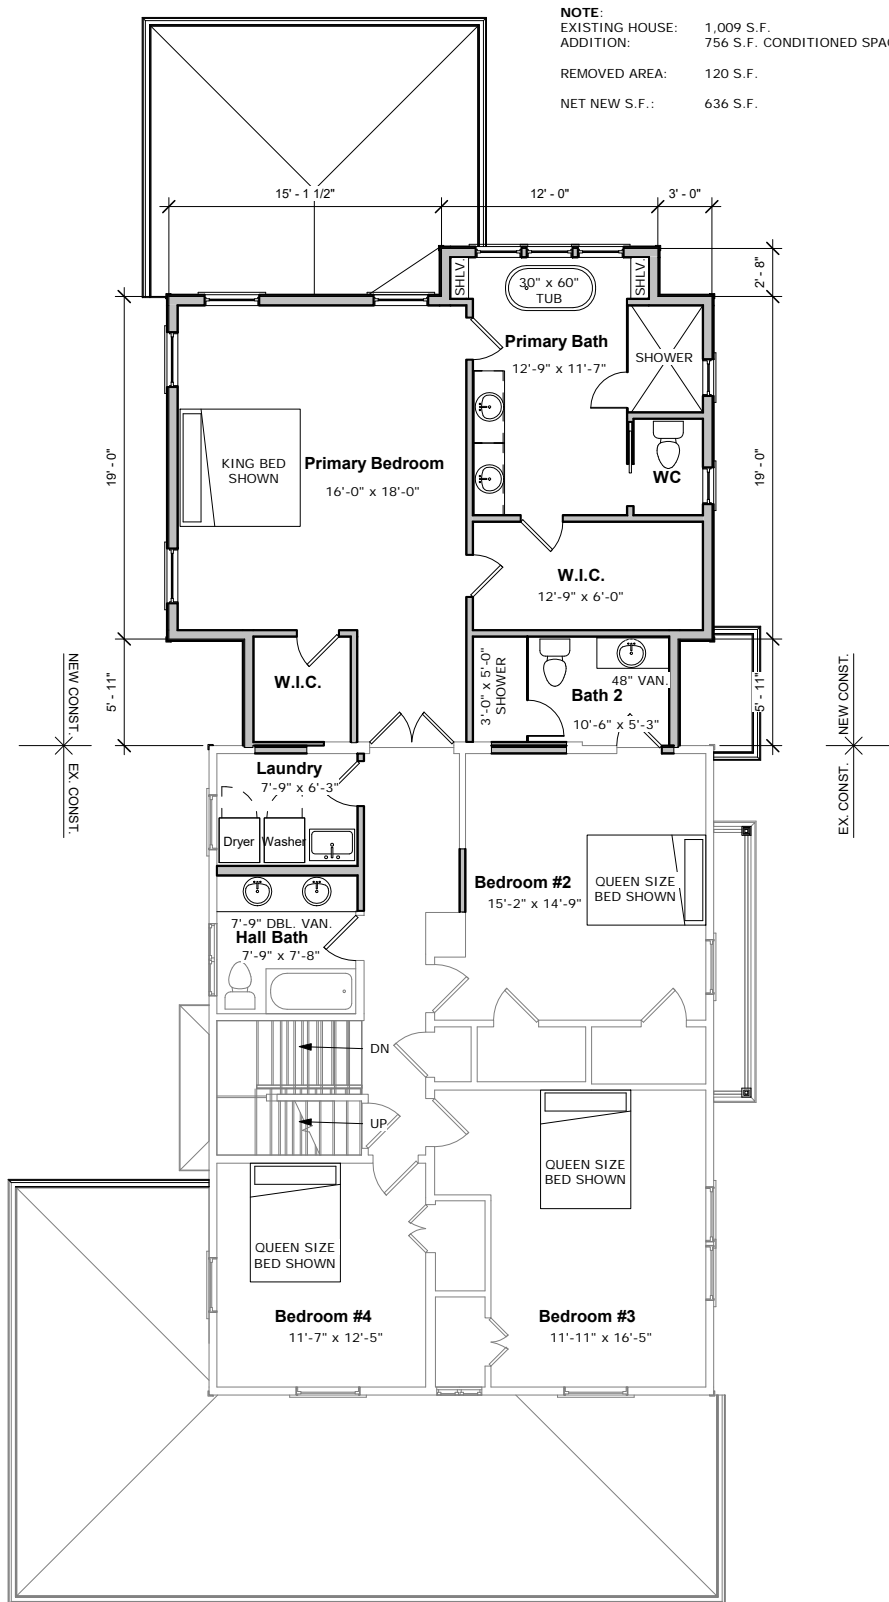 NOTE:
EXISTING HOUSE: 1,009 S.F.
ADDITION: 756 S.F. CONDITIONED
REMOVED AREA: 120 S.F.
NET NEW S.F.: 636 S.F.
15' - 1 1/2"
12' - 0"
3' - 0"
2' - 8"
SHLV.
30" x 60"
TUB
SHLV.
Primary Bath
12'-9" x 11'-7"
SHOWER
19' - 0"
KING BED
SHOWN
Primary Bedroom
16'-0" x 18'-0"
WC
19' - 0"
W.I.C.
12'-9" x 6'-0"
5' - 11"
W.I.C.
3'-0" x 5'-0"
SHOWER
48" VAN.
Bath 2
10'-6" x 5'-3"
5' - 11"
NEW CONST.
EX. CONST.
NEW CONST.
EX. CONST.
Laundry
7'-9" x 6'-3"
Dryer
Washer
Bedroom #2
15'-2" x 14'-9"
QUEEN SIZE
BED SHOWN
7'-9" DBL. VAN.
Hall Bath
7'-9" x 7'-8"
DN
UP
QUEEN SIZE
BED SHOWN
QUEEN SIZE
BED SHOWN
Bedroom #4
11'-7" x 12'-5"
Bedroom #3
11'-11" x 16'-5"